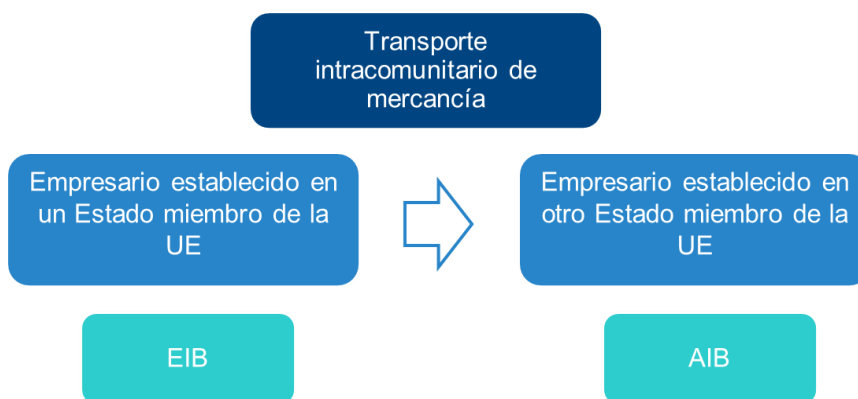 Transporte
intracomunitario de
mercancía
Empresario establecido en
un Estado miembro de la
UE
Empresario establecido en
otro Estado miembro de la
UE
EIB
AIB